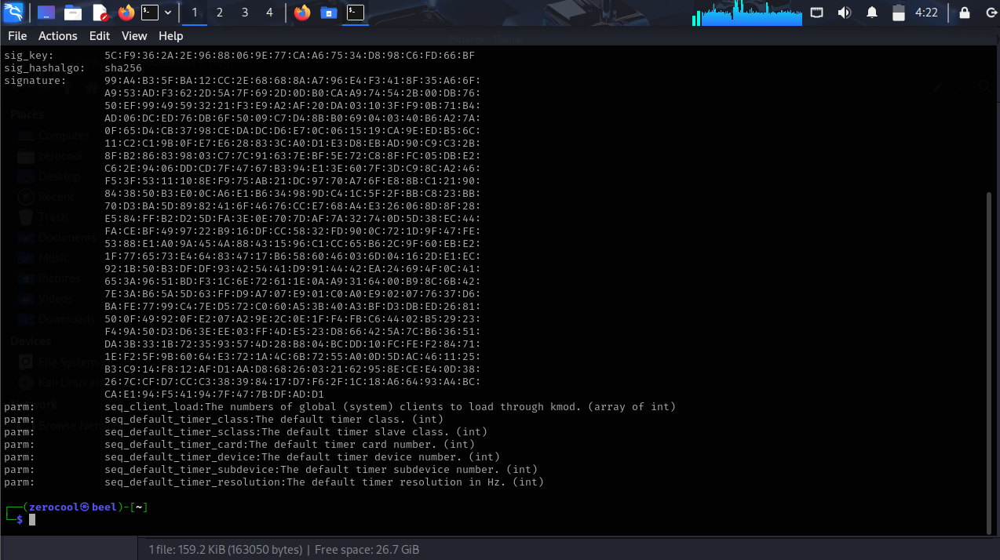 1 2 3 4 4:22
File Actions Edit View Help
sig_key: 5C:F9:36:2A:2E:96:88:06:9E:77:CA:A6:75:34:D8:98:C6:FD:66:BF
sig_hashalgo: sha256
signature: 99:A4:B3:5F:BA:12:CC:2E:68:68:8A:A7:96:E4:F3:41:8F:35:A6:6F:
A9:53:AD:F3:62:2D:5A:7F:69:2D:0D:B0:CA:A9:74:54:2B:00:DB:76:
50:EF:99:49:59:32:21:F3:E9:A2:AF:20:DA:03:10:3F:F9:0B:71:B4:
AD:06:DC:ED:76:DB:6F:50:09:C7:D4:8B:B0:69:04:03:40:B6:A2:7A:
0F:65:D4:CB:37:98:CE:DA:DC:D6:E7:0C:06:15:19:CA:9E:ED:B5:6C:
11:C2:C1:9B:0F:E7:E6:28:83:3C:A0:D1:E3:D8:EB:AD:90:C9:C3:2B:
8F:B2:86:83:98:03:C7:7C:91:63:7E:BF:5E:72:C8:8F:FC:05:DB:E2:
C6:2E:94:06:DD:CD:7F:47:67:B3:94:E1:3E:60:7F:3D:C9:8C:A2:46:
F5:3F:53:11:10:8E:F9:75:AB:21:DC:97:70:A7:6F:E8:8B:C1:21:90:
84:38:50:B3:E0:0C:A6:E1:B6:34:98:9D:C4:1C:5F:2F:BB:C8:23:BB:
70:D3:BA:5D:89:82:41:6F:46:76:CC:E7:68:A4:E3:26:06:8D:8F:28:
E5:84:FF:B2:D2:5D:FA:3E:0E:70:7D:AF:7A:32:74:0D:5D:38:EC:44:
FA:CE:BF:49:97:22:B9:16:DF:CC:58:32:FD:90:0C:72:1D:9F:47:FE:
53:88:E1:A0:9A:45:4A:88:43:15:96:C1:CC:65:B6:2C:9F:60:EB:E2:
1F:77:65:73:E4:64:83:47:17:B6:58:60:46:03:6D:04:16:2D:E1:EC:
92:1B:50:B3:DF:DF:93:42:54:41:D9:91:44:42:EA:24:69:4F:0C:41:
65:3A:96:51:BD:F3:1C:6E:72:61:1E:0A:A9:31:64:00:B9:8C:6B:42:
7E:3A:B6:5A:5D:63:FF:D9:A7:07:E9:01:C0:A0:E9:02:07:76:37:D6:
BA:FE:77:99:C4:7E:D5:72:C0:60:A5:3B:40:A3:BF:D3:DB:ED:26:81:
50:0F:49:92:0F:E2:07:A2:9E:2C:0E:1F:F4:FB:C6:44:02:B5:29:23:
F4:9A:50:D3:D6:3E:EE:03:FF:4D:E5:23:D8:66:42:5A:7C:B6:36:51:
DA:3B:33:1B:72:35:93:57:4D:28:B8:04:BC:DD:10:FC:FE:F2:84:71:
1E:F2:5F:9B:60:64:E3:72:1A:4C:6B:72:55:A0:0D:5D:AC:46:11:25:
B3:C9:14:F8:12:AF:D1:AA:D8:68:26:03:21:62:95:8E:CE:E4:0D:38:
26:7C:CF:D7:CC:C3:38:39:84:17:D7:F6:2F:1C:18:A6:64:93:A4:BC:
CA:E1:94:F5:41:94:7F:47:7B:DF:AD:D1
parm: seq_client_load:The numbers of global (system) clients to load through kmod. (array of int)
parm: seq_default_timer_class:The default timer class. (int)
parm: seq_default_timer_sclass:The default timer slave class. (int)
parm: seq_default_timer_card:The default timer card number. (int)
parm: seq_default_timer_device:The default timer device number. (int)
parm: seq_default_timer_subdevice:The default timer subdevice number. (int)
parm: seq_default_timer_resolution:The default timer resolution in Hz. (int)
┌──(zerocool㉿beel)-[~]
└─$
Places
Computer
zerocool
Desktop
Recent
Trash
Documents
Music
Pictures
Videos
Downloads
Devices
File System
Kali Linux
Network
Browse
1 file: 159.2 KiB (163050 bytes) | Free space: 26.7 GiB